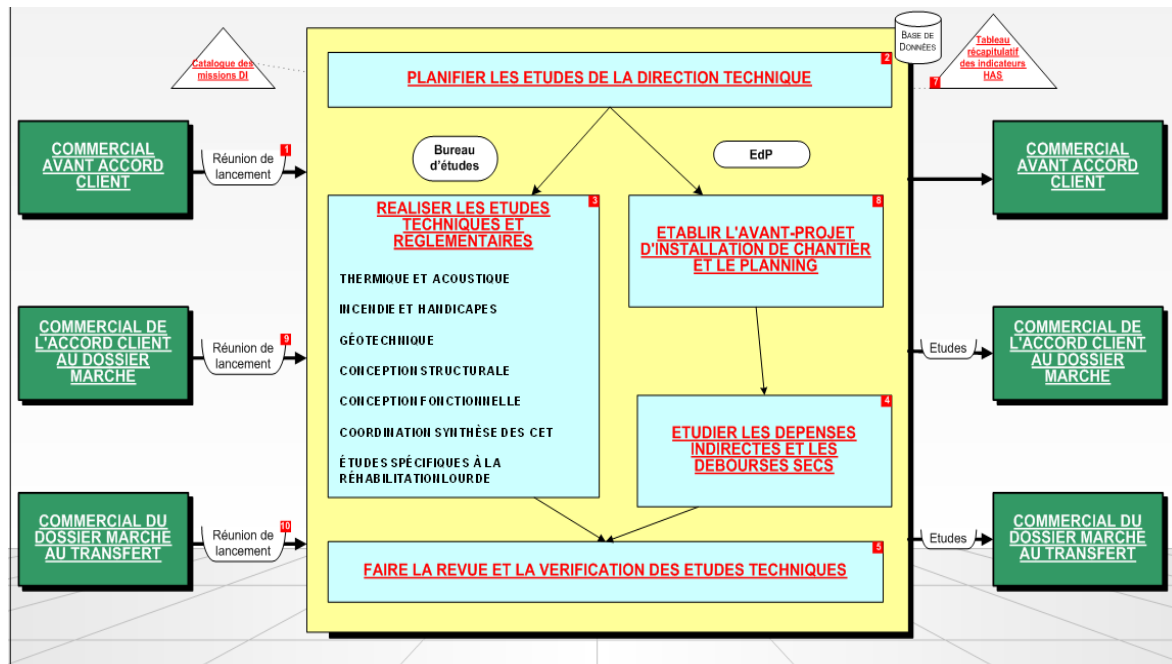 Catalogue des
missions DI
BASE DE
DONNÉES
Tableau
récapitulatif
des indicateurs
HAS
7
2
PLANIFIER LES ETUDES DE LA DIRECTION TECHNIQUE
COMMERCIAL
AVANT ACCORD
CLIENT
Réunion de
lancement
1
Bureau
d'études
EdP
COMMERCIAL
AVANT ACCORD
CLIENT
3
REALISER LES ETUDES
TECHNIQUES ET
REGLEMENTAIRES
THERMIQUE ET ACOUSTIQUE
INCENDIE ET HANDICAPES
GÉOTECHNIQUE
CONCEPTION STRUCTURALE
CONCEPTION FONCTIONNELLE
COORDINATION SYNTHÈSE DES CET
ÉTUDES SPÉCIFIQUES À LA
RÉHABILITATION LOURDE
8
ETABLIR L'AVANT-PROJET
D'INSTALLATION DE CHANTIER
ET LE PLANNING
COMMERCIAL DE
L'ACCORD CLIENT
AU DOSSIER
MARCHE
Réunion de
lancement
9
Etudes
COMMERCIAL DE
L'ACCORD CLIENT
AU DOSSIER
MARCHE
4
ETUDIER LES DEPENSES
INDIRECTES ET LES
DEBOURSES SECS
COMMERCIAL DU
DOSSIER MARCHE
AU TRANSFERT
Réunion de
lancement
10
5
FAIRE LA REVUE ET LA VERIFICATION DES ETUDES TECHNIQUES
Etudes
COMMERCIAL DU
DOSSIER MARCHE
AU TRANSFERT